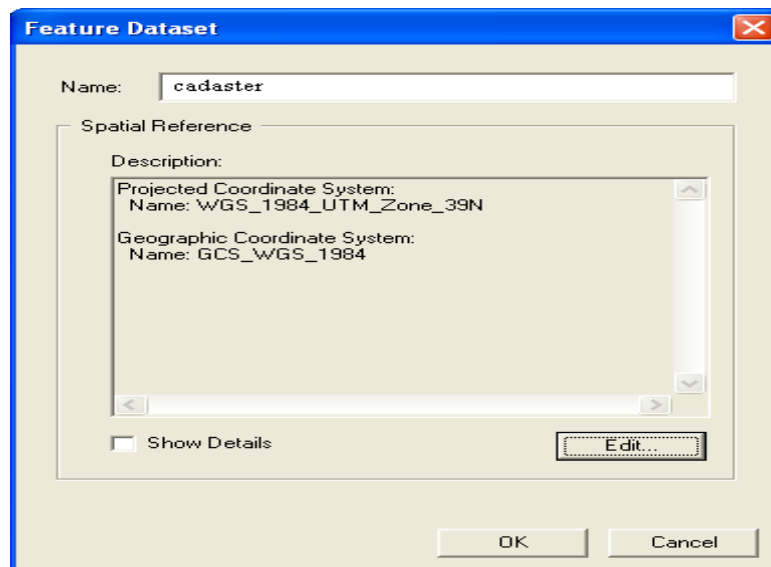 Feature Dataset
Name: cadaster
Spatial Reference
Description:
Projected Coordinate System:
Name: WGS_1984_UTM_Zone_39N
Geographic Coordinate System:
Name: GCS_WGS_1984
Show Details
Edit...
OK Cancel